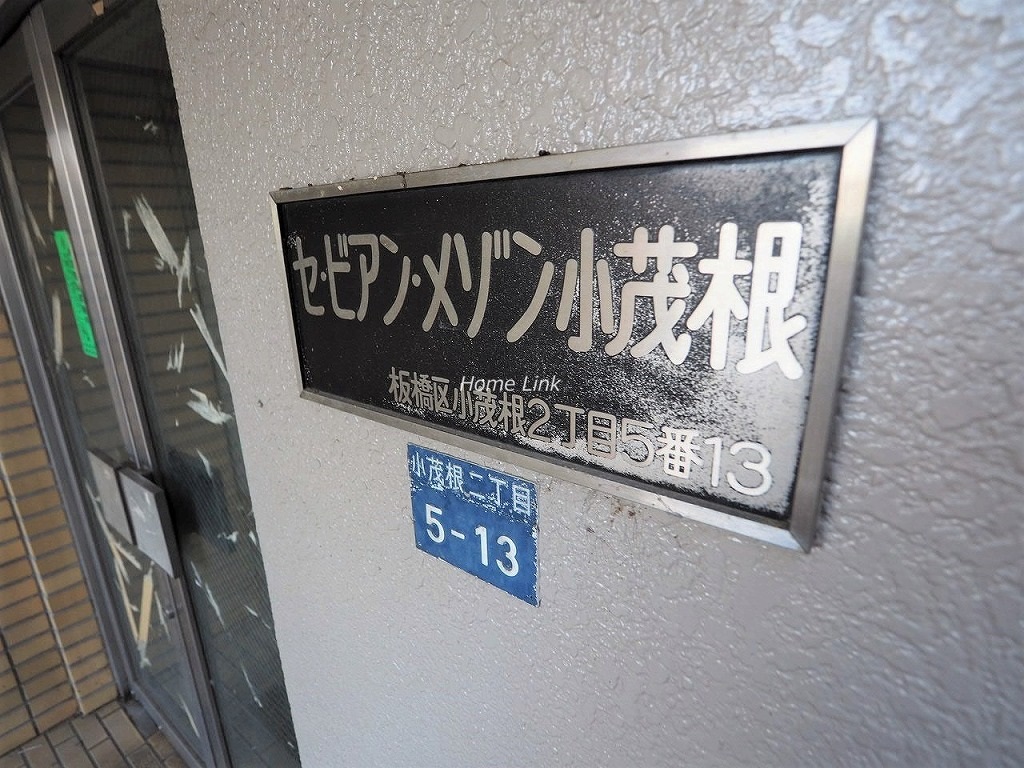 セ・ビアン・メゾン小茂根
板橋区小茂根2丁目5番13
Home Link
小茂根二丁目
5-13